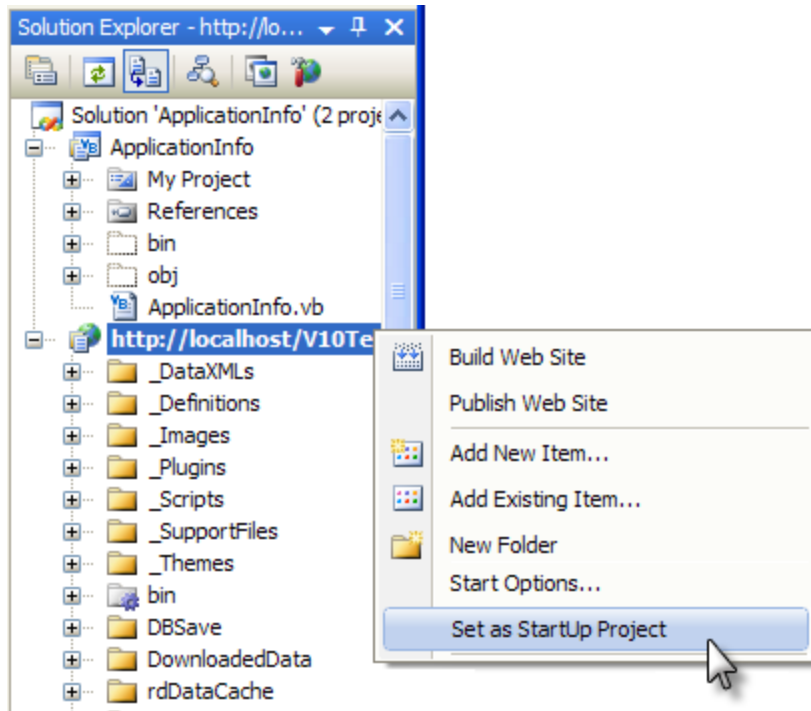 Solution Explorer - http://lo...
Solution 'ApplicationInfo' (2 proje
ApplicationInfo
My Project
References
bin
obj
ApplicationInfo.vb
http://localhost/V10Te
_DataXMLs
_Definitions
_Images
_Plugins
_Scripts
_SupportFiles
_Themes
bin
DBSave
DownloadedData
rdDataCache
Build Web Site
Publish Web Site
Add New Item...
Add Existing Item...
New Folder
Start Options...
Set as StartUp Project